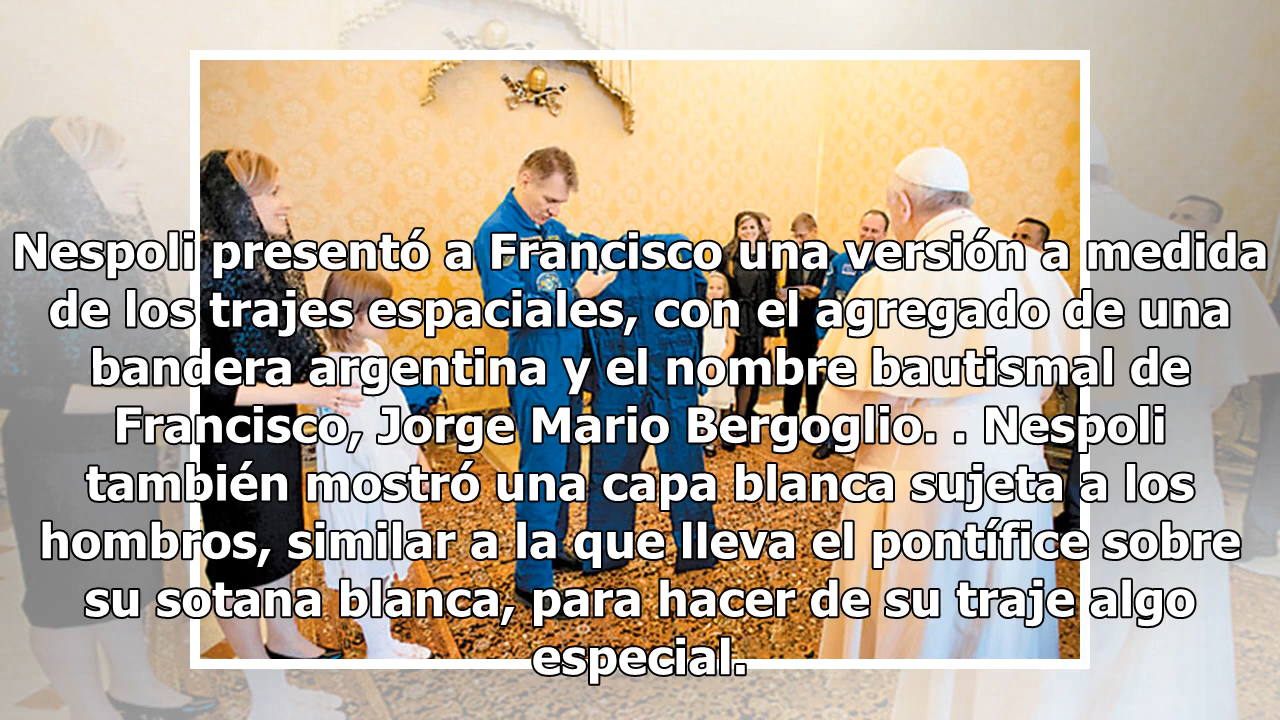 Nespoli presentó a Francisco una versión a medida
de los trajes espaciales, con el agregado de una
bandera argentina y el nombre bautismal de
Francisco, Jorge Mario Bergoglio. . Nespoli
también mostró una capa blanca sujeta a los
hombros, similar a la que lleva el pontífice sobre
su sotana blanca, para hacer de su traje algo
especial.